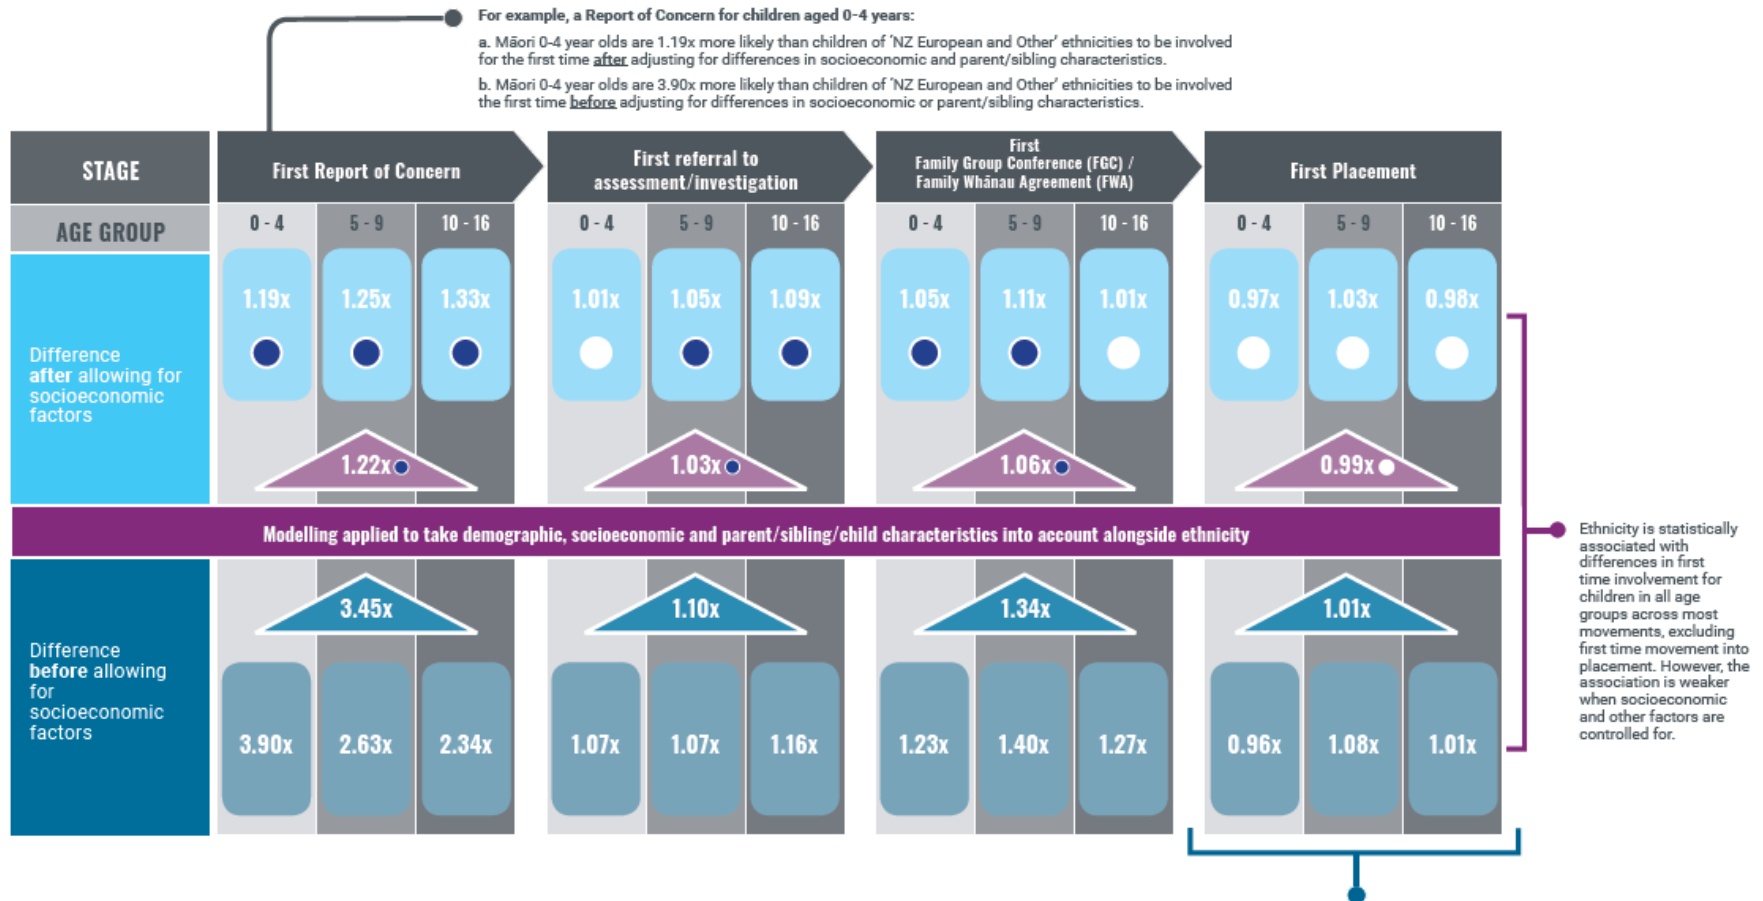 For example, a Report of Concern for children aged 0-4 years:
a. Māori 0-4 year olds are 1.19x more likely than children of 'NZ European and Other' ethnicities to be involved
for the first time after adjusting for differences in socioeconomic and parent/sibling characteristics.
b. Māori 0-4 year olds are 3.90x more likely than children of 'NZ European and Other' ethnicities to be involved
the first time before adjusting for differences in socioeconomic or parent/sibling characteristics.
STAGE
First Report of Concern
First referral to
assessment/investigation
First
Family Group Conference (FGC) /
Family Whānau Agreement (FWA)
First Placement
AGE GROUP
0 - 4 5 - 9 10 - 16 0 - 4 5 - 9 10 - 16 0 - 4 5 - 9 10 - 16 0 - 4 5 - 9 10 - 16
Difference
after allowing for
socioeconomic
factors
1.19x 1.25x 1.33x 1.01x 1.05x 1.09x 1.05x 1.11x 1.01x 0.97x 1.03x 0.98x
1.22x 1.03x 1.06x 0.99x
Modelling applied to take demographic, socioeconomic and parent/sibling/child characteristics into account alongside ethnicity
3.45x 1.10x 1.34x 1.01x
Difference
before allowing
for
socioeconomic
factors
3.90x 2.63x 2.34x 1.07x 1.07x 1.16x 1.23x 1.40x 1.27x 0.96x 1.08x 1.01x
Ethnicity is statistically
associated with
differences in first
time involvement for
children in all age
groups across most
movements, excluding
first time movement into
placement. However, the
association is weaker
when socioeconomic
and other factors are
controlled for.